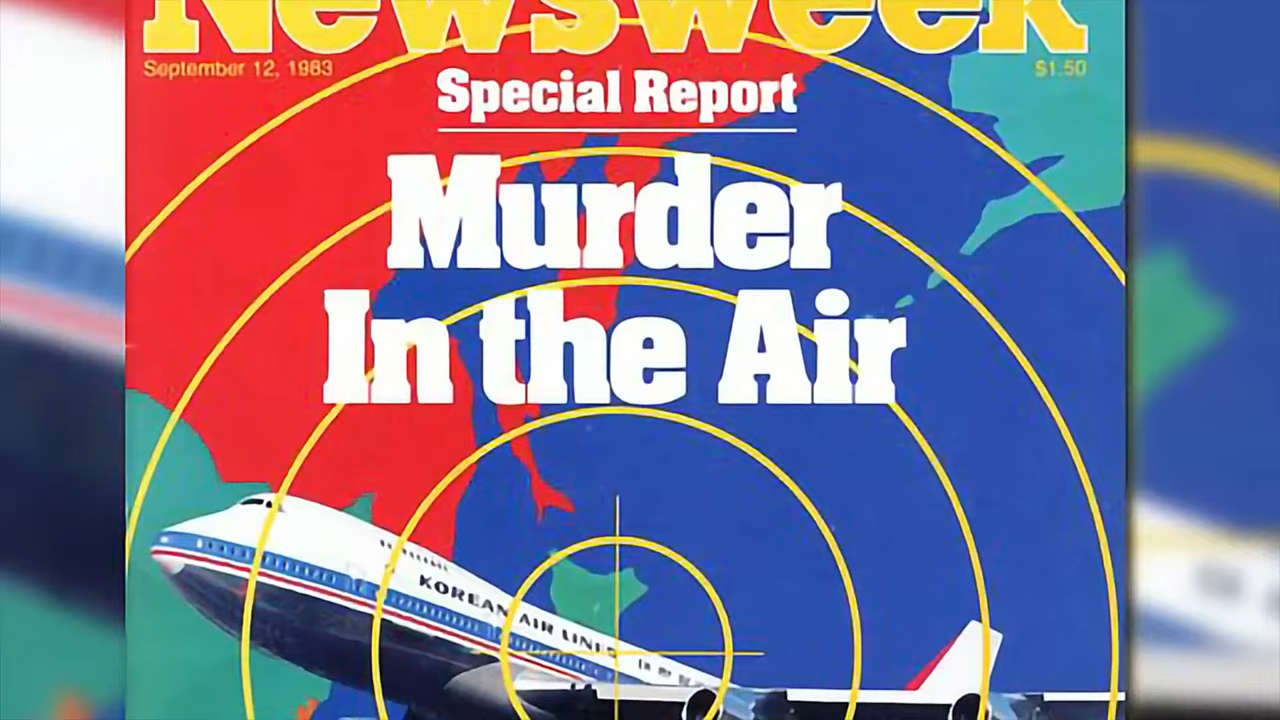 Newsweek
September 12, 1983
$1.50
Special Report
Murder
In the Air
KOREAN AIR LINES